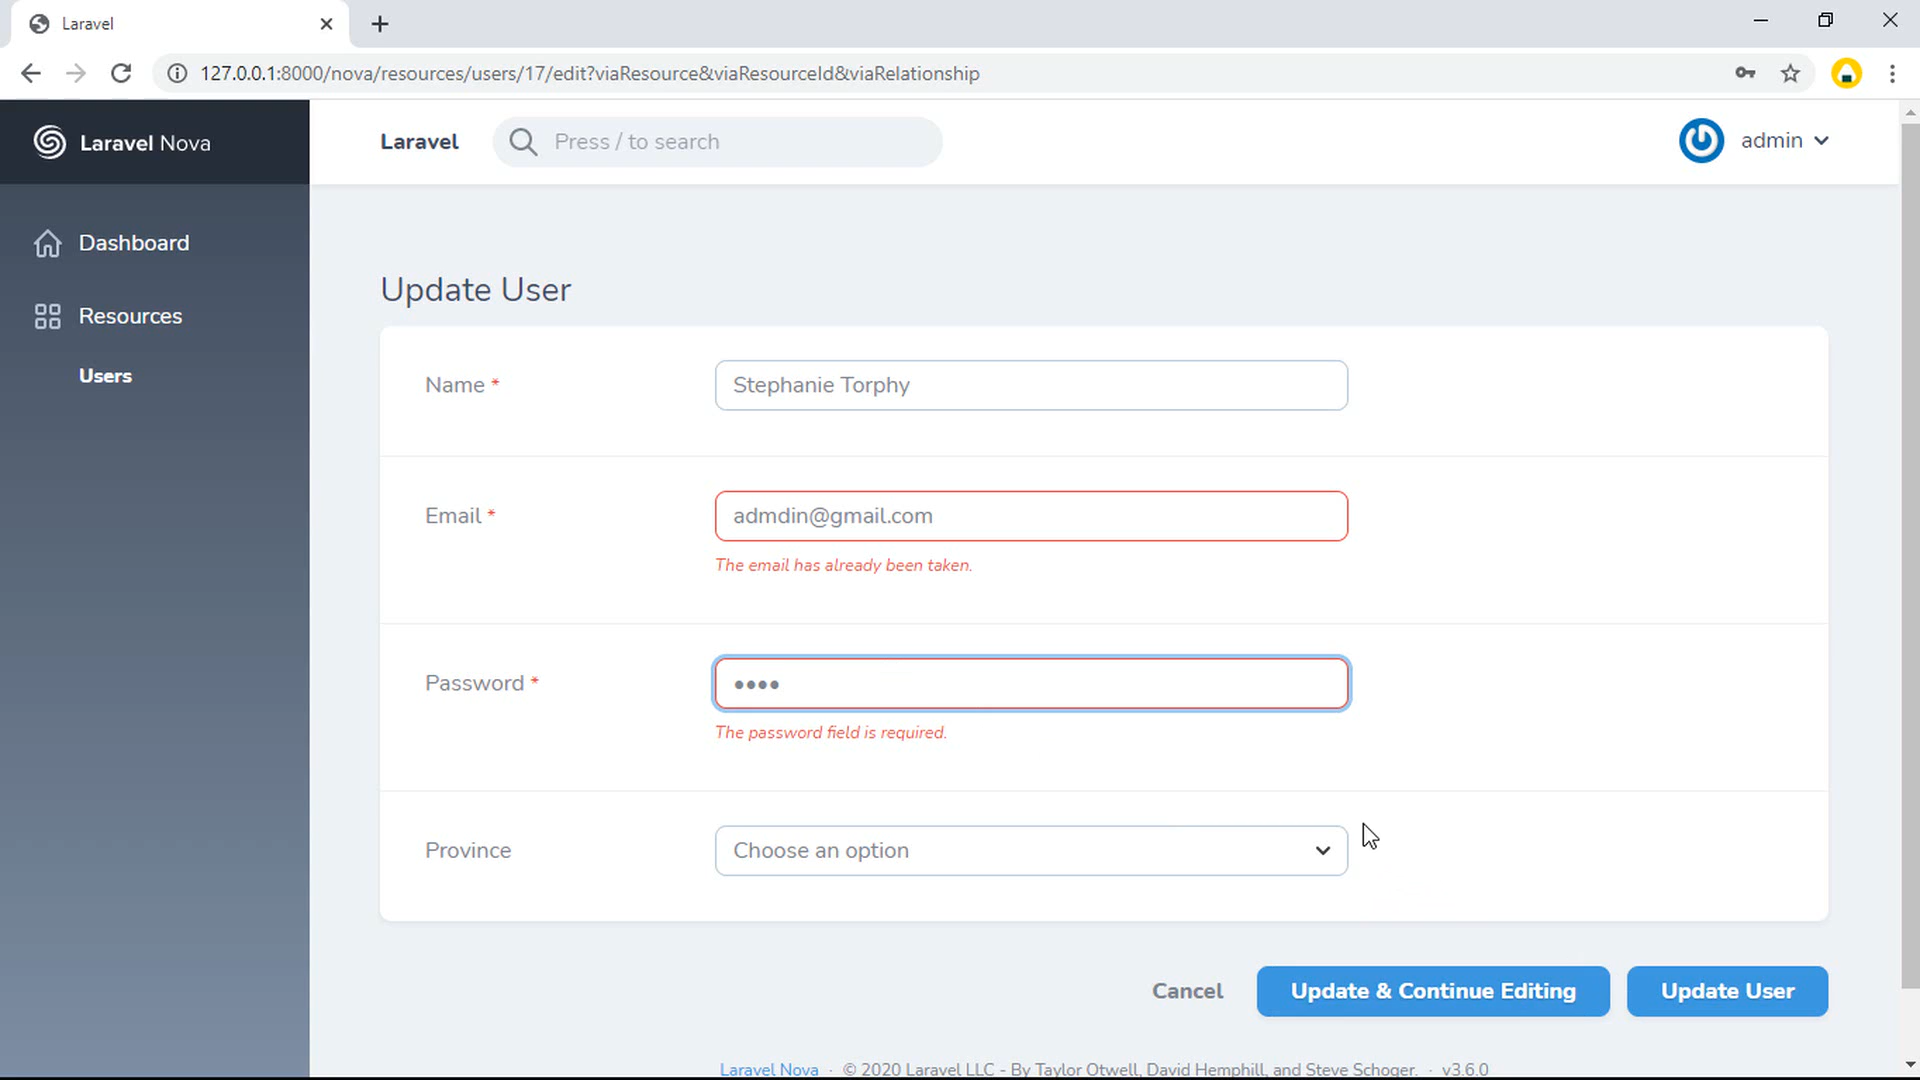 Laravel
127.0.0.1:8000/nova/resources/users/17/edit?viaResource&viaResourceId&viaRelationship
Laravel Nova
Laravel
Press / to search
admin
Dashboard
Resources
Users
Update User
Name *
Stephanie Torphy
Email *
admdin@gmail.com
The email has already been taken.
Password *
••••
The password field is required.
Province
Choose an option
Cancel
Update & Continue Editing
Update User
Laravel Nova · © 2020 Laravel LLC - By Taylor Otwell, David Hemphill, and Steve Schoger. · v3.6.0